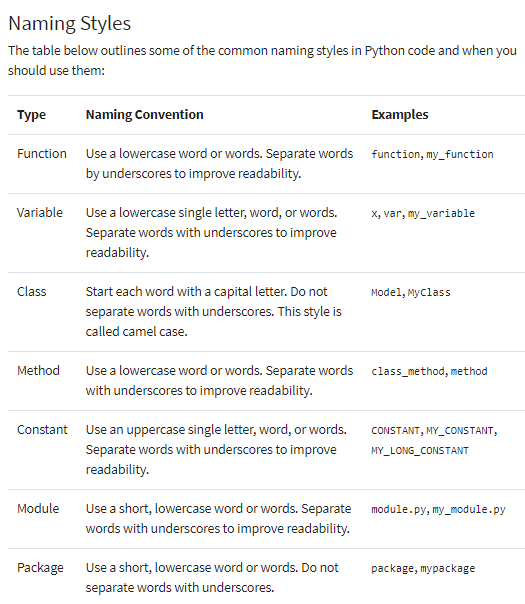 Naming Styles
The table below outlines some of the common naming styles in Python code and when you
should use them:
Type Naming Convention Examples
Function Use a lowercase word or words. Separate words function, my_function
by underscores to improve readability.
Variable Use a lowercase single letter, word, or words. x, var, my_variable
Separate words with underscores to improve
readability.
Class Start each word with a capital letter. Do not Model, MyClass
separate words with underscores. This style is
called camel case.
Method Use a lowercase word or words. Separate words class_method, method
with underscores to improve readability.
Constant Use an uppercase single letter, word, or words. CONSTANT, MY_CONSTANT,
Separate words with underscores to improve MY_LONG_CONSTANT
readability.
Module Use a short, lowercase word or words. Separate module.py, my_module.py
words with underscores to improve readability.
Package Use a short, lowercase word or words. Do not package, mypackage
separate words with underscores.